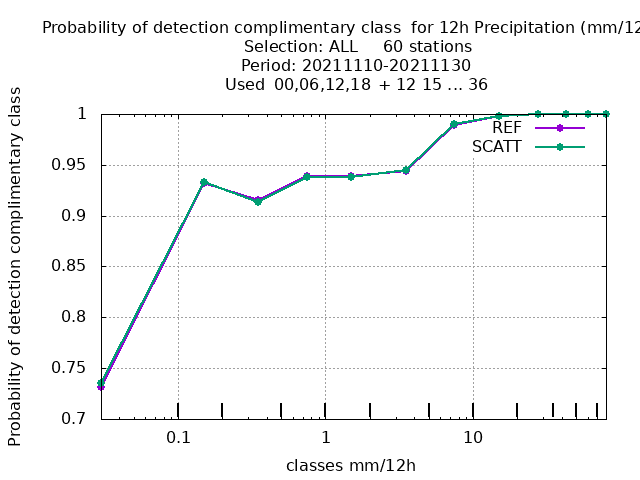 Probability of detection complimentary class  for 12h Precipitation (mm/12
Selection: ALL     60 stations
Period: 20211110-20211130
Used  00,06,12,18  + 12 15 ... 36
Probability of detection complimentary class
1
0.95
0.9
0.85
0.8
0.75
0.7
REF
SCATT
0.1
1
10
classes mm/12h